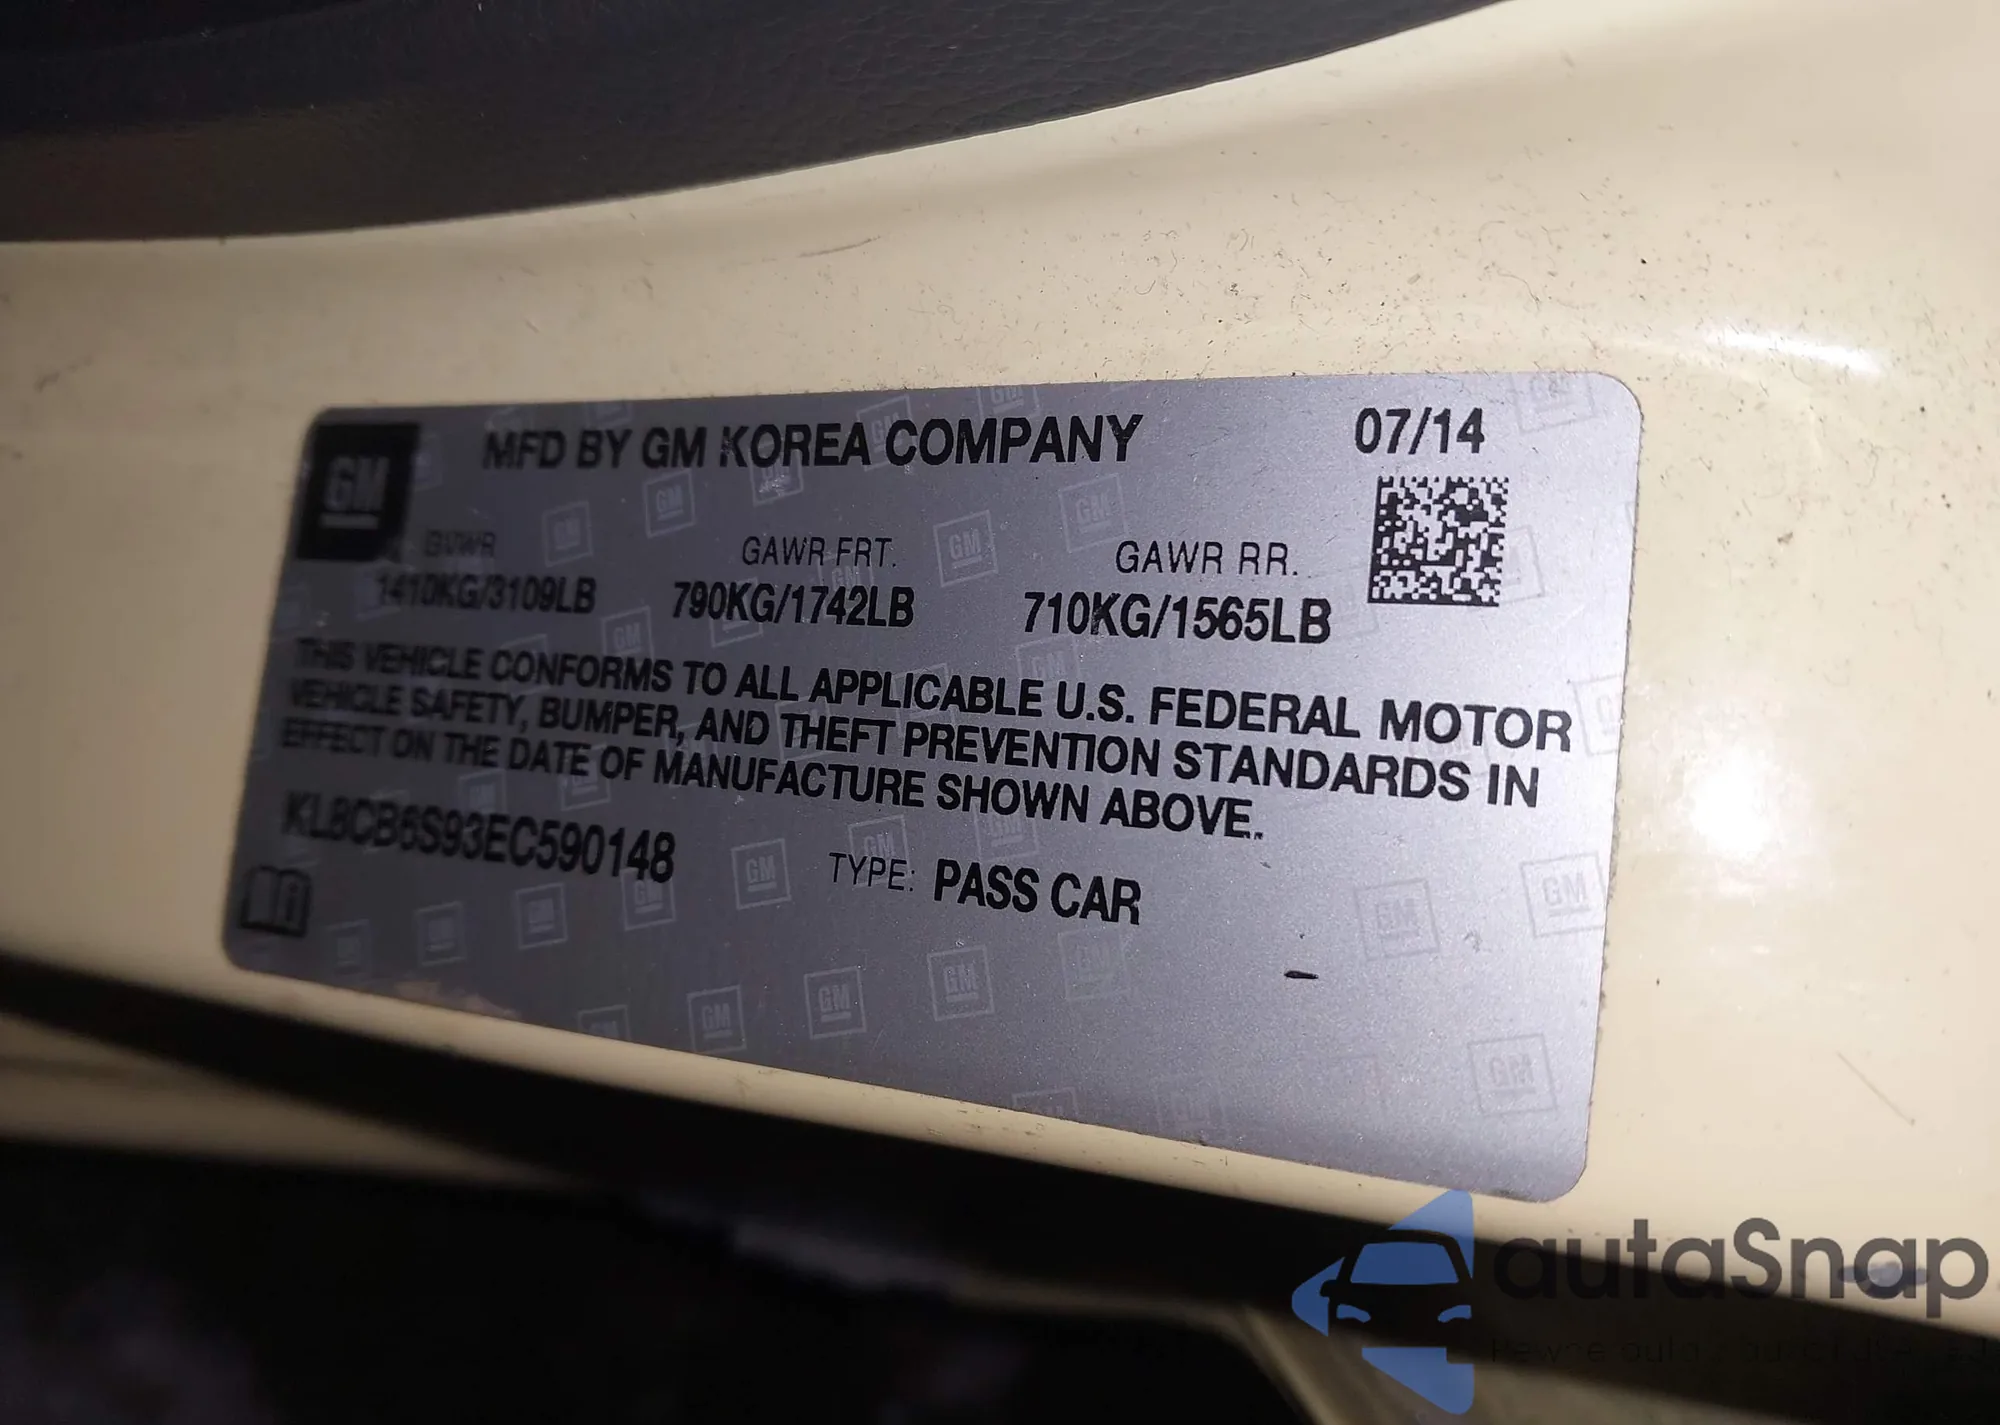 GM
MFD BY GM KOREA COMPANY
07/14
GVWR
GAWR FRT.
GAWR RR.
1410KG/3109LB
790KG/1742LB
710KG/1565LB
THIS VEHICLE CONFORMS TO ALL APPLICABLE U.S. FEDERAL MOTOR
VEHICLE SAFETY, BUMPER, AND THEFT PREVENTION STANDARDS IN
EFFECT ON THE DATE OF MANUFACTURE SHOWN ABOVE.
KL8CB6S93EC590148
TYPE: PASS CAR
autaSnap